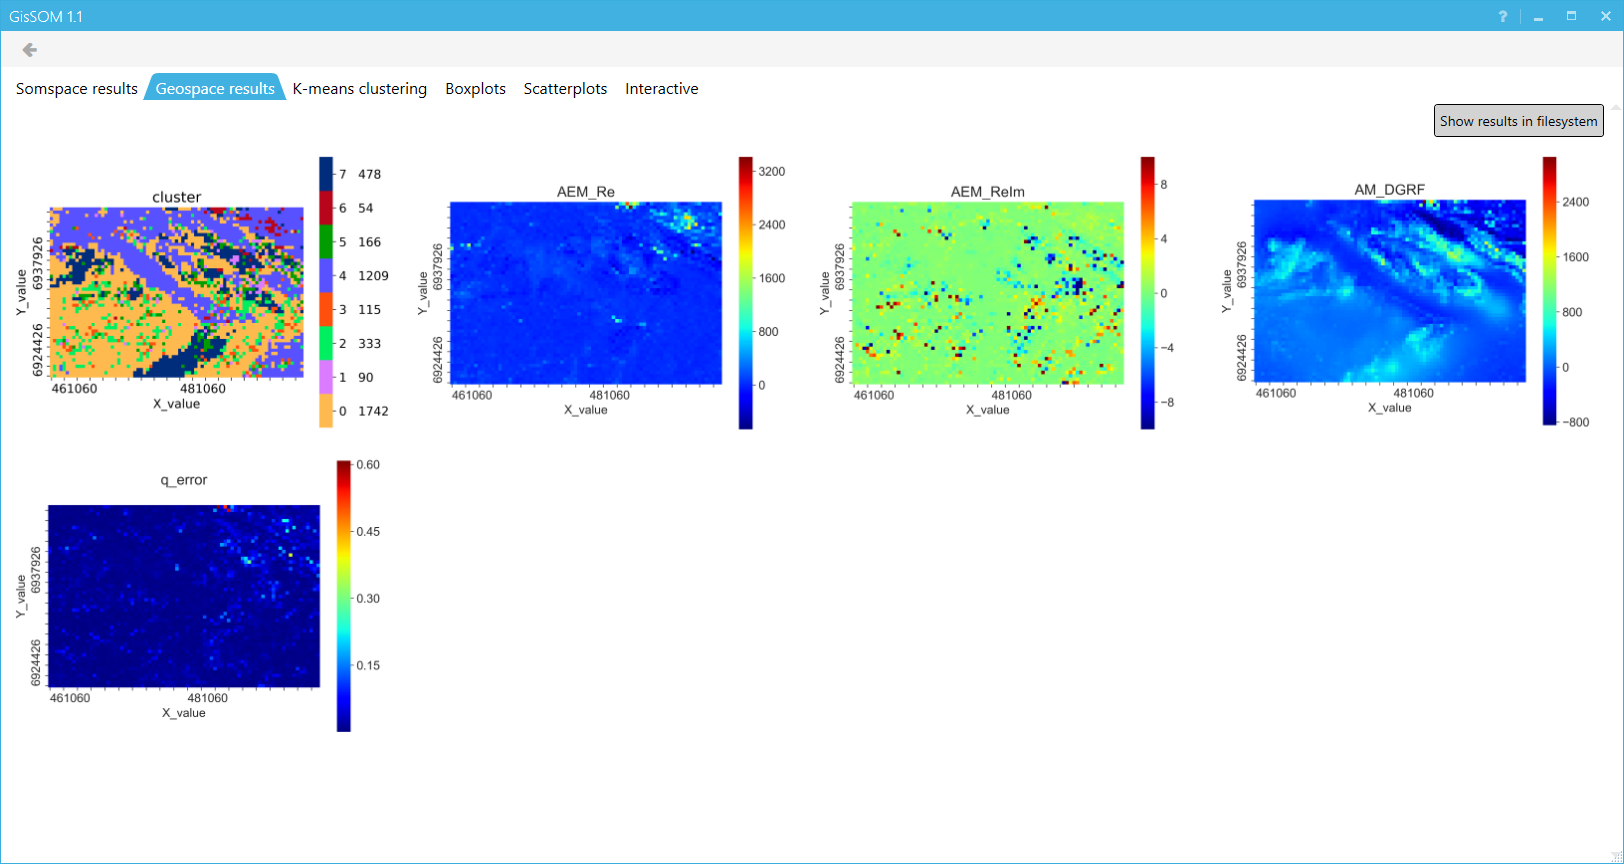 GisSOM 1.1
?
Somspace results Geospace results K-means clustering Boxplots Scatterplots Interactive
Show results in filesystem
cluster
Y_value
6937926
6924426
461060 481060
X_value
7 478
6 54
5 166
4 1209
3 115
2 333
1 90
0 1742
AEM_Re
Y_value
6937926
6924426
461060 481060
X_value
3200
2400
1600
800
0
AEM_ReIm
Y_value
6937926
6924426
461060 481060
X_value
8
4
0
−4
−8
AM_DGRF
Y_value
6937926
6924426
461060 481060
X_value
2400
1600
800
0
−800
q_error
Y_value
6937926
6924426
461060 481060
X_value
0.60
0.45
0.30
0.15